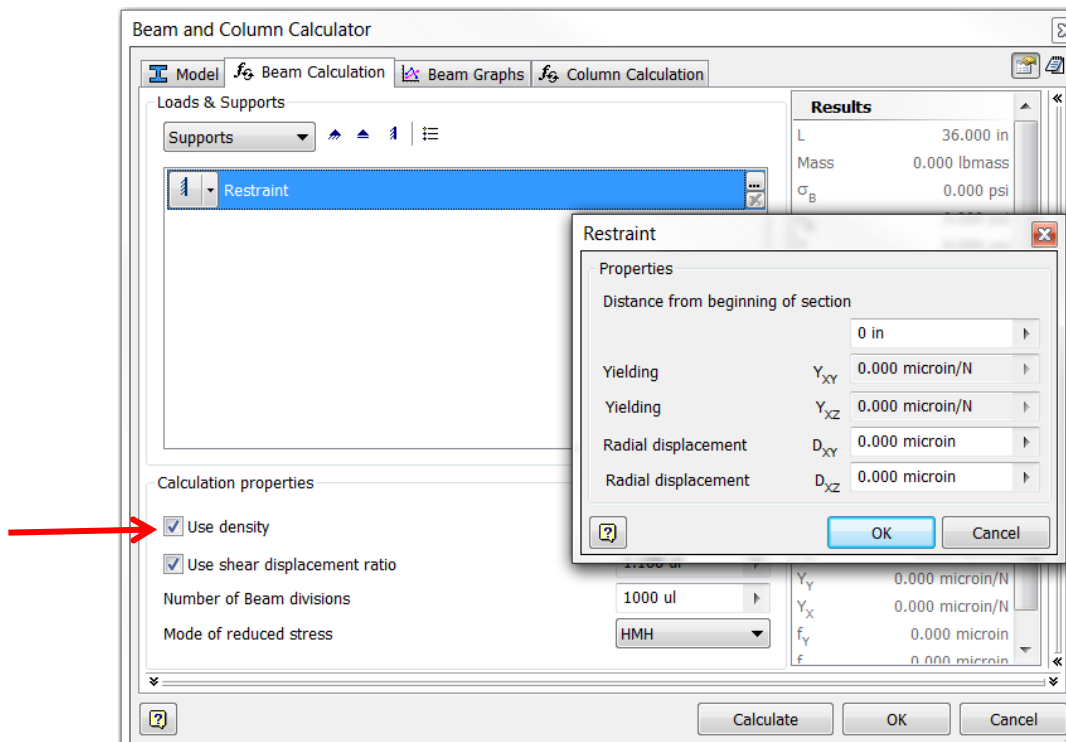 Beam and Column Calculator
Model
Beam Calculation
Beam Graphs
Column Calculation
Loads & Supports
Supports
Restraint
...
Results
L 36.000 in
Mass 0.000 lbmass
σB 0.000 psi
Restraint
Properties
Distance from beginning of section
0 in
Yielding YXY 0.000 microin/N
Yielding YXZ 0.000 microin/N
Radial displacement DXY 0.000 microin
Radial displacement DXZ 0.000 microin
OK
Cancel
Calculation properties
Use density
Use shear displacement ratio
Number of Beam divisions 1000 ul
Mode of reduced stress HMH
YY 0.000 microin/N
YX 0.000 microin/N
fY 0.000 microin
f 0.000 microin
Calculate
OK
Cancel